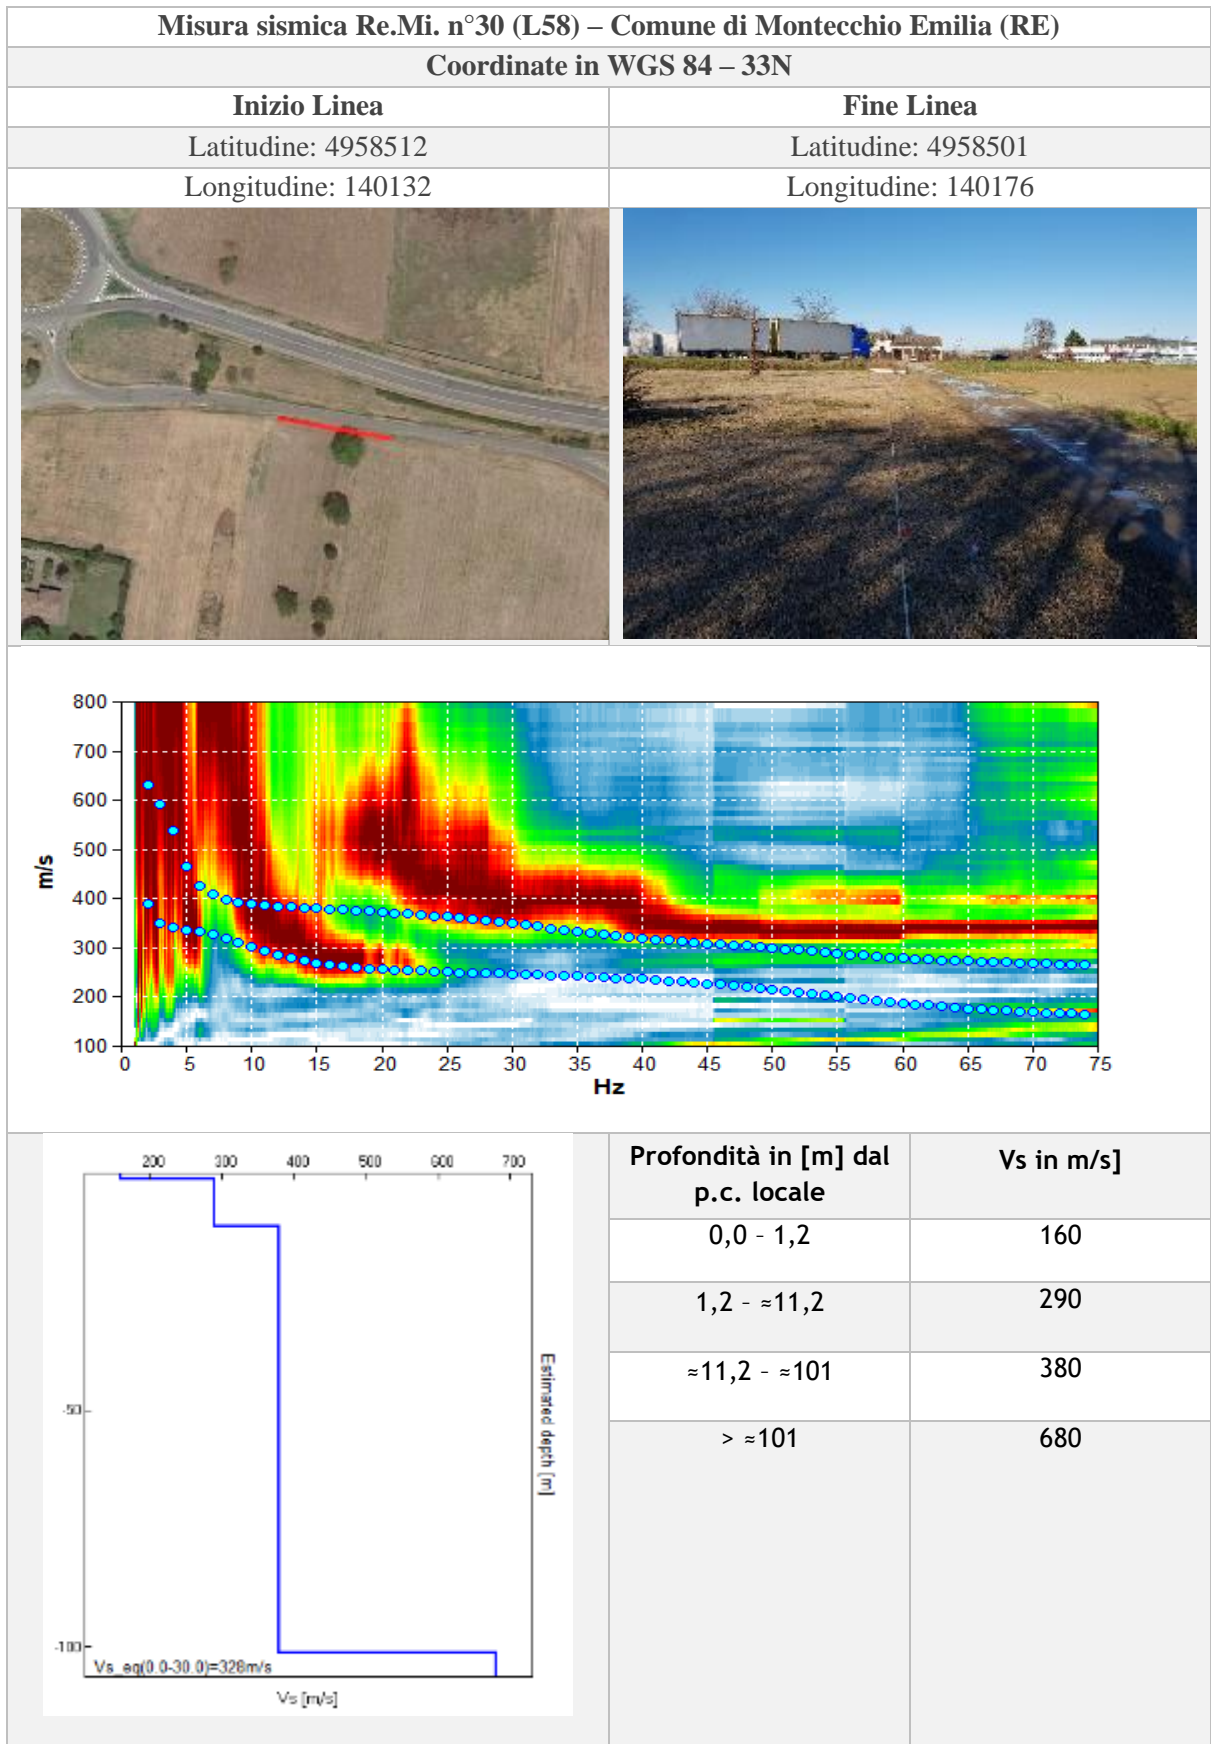 Misura sismica Re.Mi. n°30 (L58) – Comune di Montecchio Emilia (RE)
Coordinate in WGS 84 – 33N
Inizio Linea
Fine Linea
Latitudine: 4958512
Latitudine: 4958501
Longitudine: 140132
Longitudine: 140176
800
700
600
500
400
300
200
100
m/s
0 5 10 15 20 25 30 35 40 45 50 55 60 65 70 75
Hz
200 300 400 500 600 700
-50
-100
Estimated depth [m]
Vs_eq(0.0-30.0)=328m/s
Vs [m/s]
Profondità in [m] dal
p.c. locale
Vs in m/s]
0,0 – 1,2
160
1,2 – ≈11,2
290
≈11,2 – ≈101
380
> ≈101
680